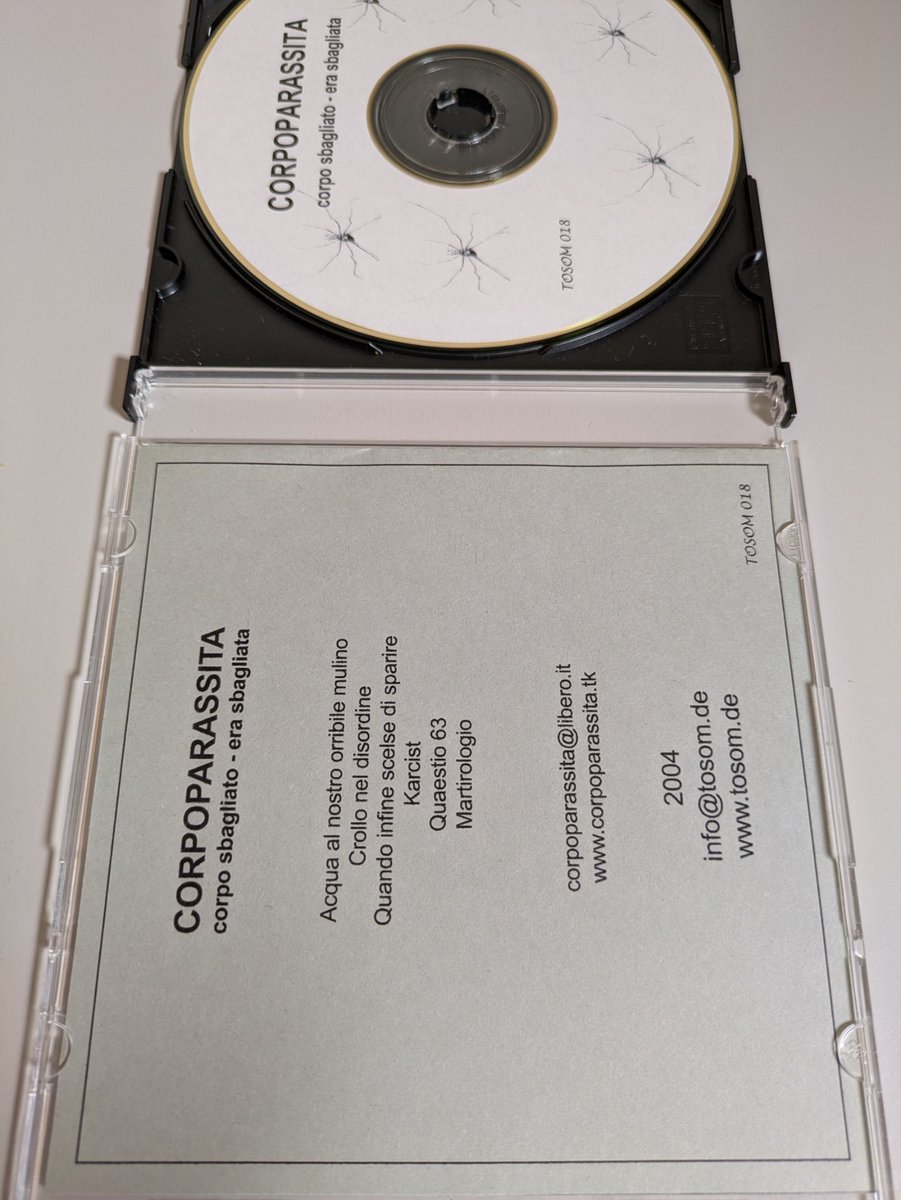 CORPOPARASSITA
corpo sbagliato - era sbagliata
TOSOM 018
CORPOPARASSITA
corpo sbagliato - era sbagliata
Acqua al nostro orribile mulino
Crollo nel disordine
Quando infine scelse di sparire
Karcist
Quaestio 63
Martirologio
corpoparassita@libero.it
www.corpoparassita.tk
2004
info@tosom.de
www.tosom.de
TOSOM 018